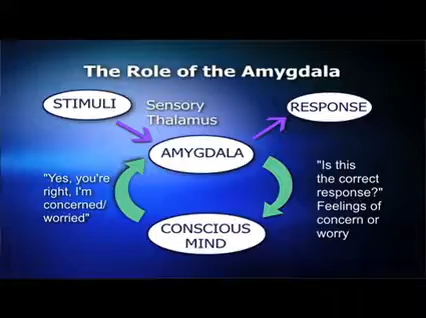 The Role of the Amygdala
STIMULI
Sensory
Thalamus
RESPONSE
AMYGDALA
"Yes, you're
right, I'm
concerned/
worried"
"Is this
the correct
response?"
Feelings of
concern or
worry
CONSCIOUS
MIND